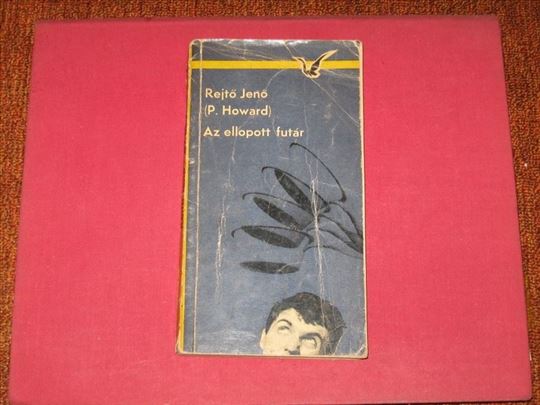 Rejtő Jenő
(P. Howard)
Az ellopott futár